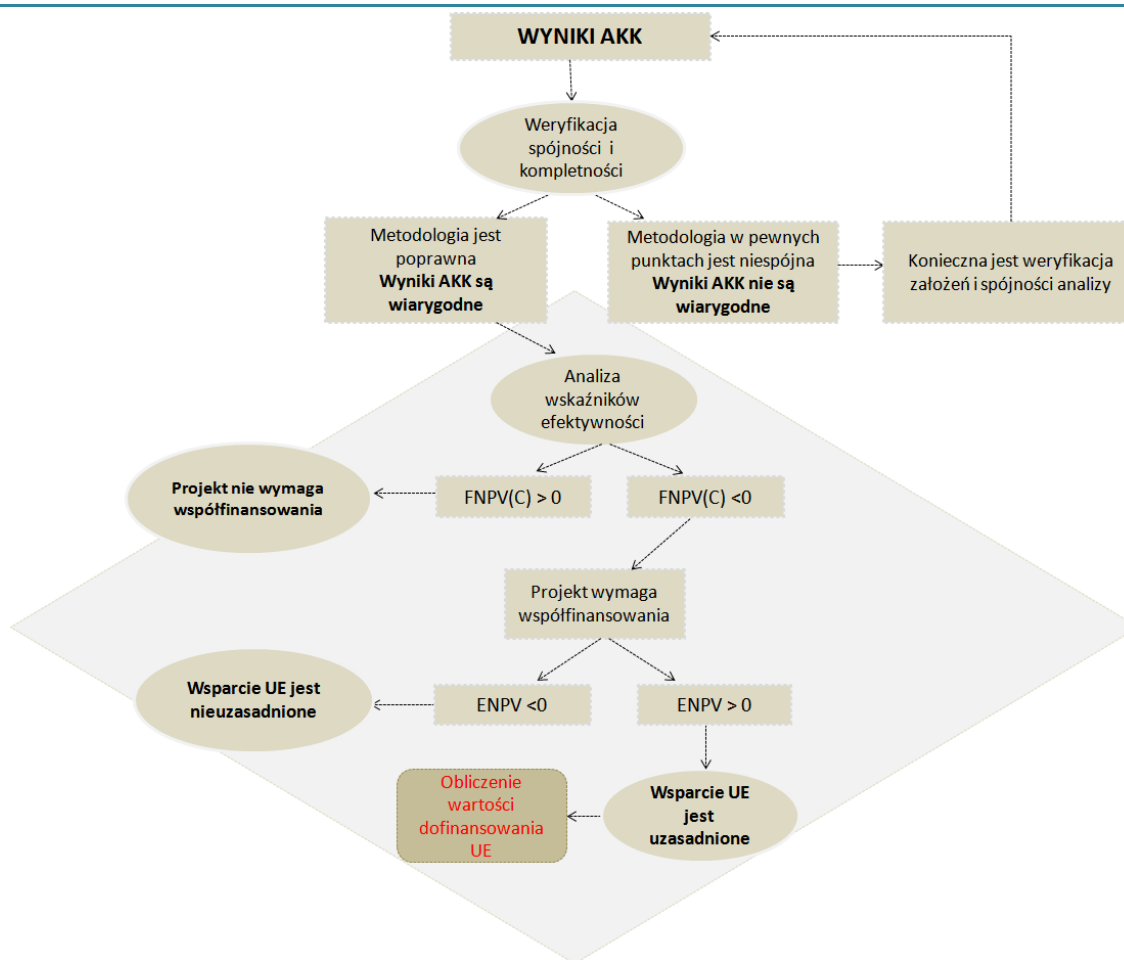 WYNIKI AKK
Weryfikacja
spójności i
kompletności
Metodologia jest
poprawna
Wyniki AKK są
wiarygodne
Metodologia w pewnych
punktach jest niespójna
Wyniki AKK nie są
wiarygodne
Konieczna jest weryfikacja
założeń i spójności analizy
Analiza
wskaźników
efektywności
Projekt nie wymaga
współfinansowania
FNPV(C) > 0
FNPV(C) <0
Projekt wymaga
współfinansowania
Wsparcie UE jest
nieuzasadnione
ENPV <0
ENPV > 0
Obliczenie
wartości
dofinansowania
UE
Wsparcie UE
jest
uzasadnione